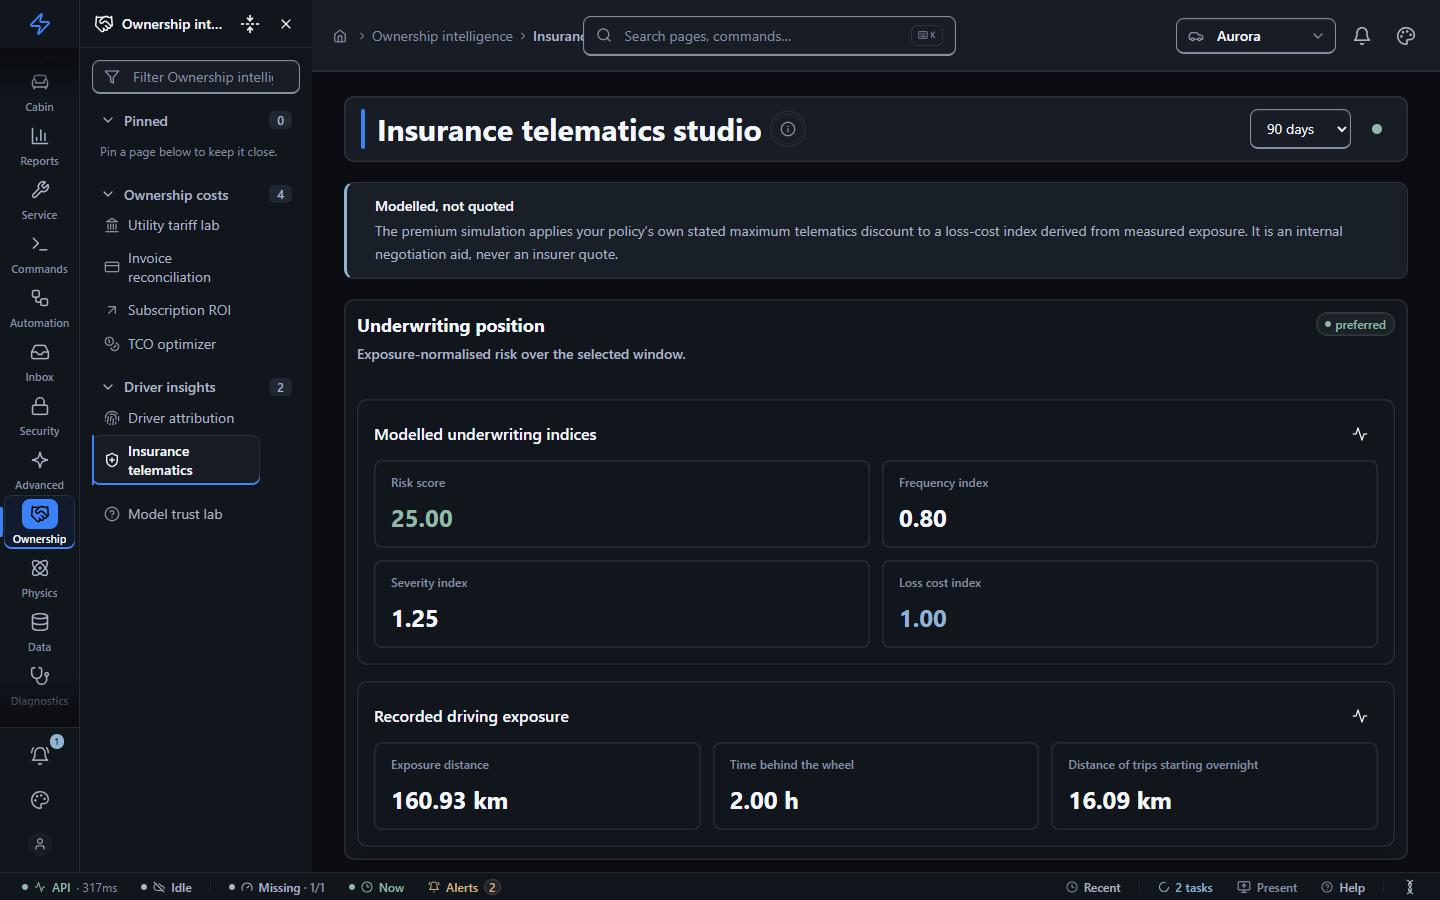 Ownership int...
Ownership intelligence
Insuran
Search pages, commands...
K
Aurora
Cabin
Reports
Service
Commands
Automation
Inbox
Security
Advanced
Ownership
Physics
Data
Diagnostics
1
Filter Ownership intelli
Pinned
0
Pin a page below to keep it close.
Ownership costs
4
Utility tariff lab
Invoice
reconciliation
Subscription ROI
TCO optimizer
Driver insights
2
Driver attribution
Insurance
telematics
Model trust lab
Insurance telematics studio
90 days
Modelled, not quoted
The premium simulation applies your policy's own stated maximum telematics discount to a loss-cost index derived from measured exposure. It is an internal
negotiation aid, never an insurer quote.
Underwriting position
preferred
Exposure-normalised risk over the selected window.
Modelled underwriting indices
Risk score
25.00
Frequency index
0.80
Severity index
1.25
Loss cost index
1.00
Recorded driving exposure
Exposure distance
160.93 km
Time behind the wheel
2.00 h
Distance of trips starting overnight
16.09 km
API · 317ms
Idle
Missing · 1/1
Now
Alerts 2
Recent
2 tasks
Present
Help